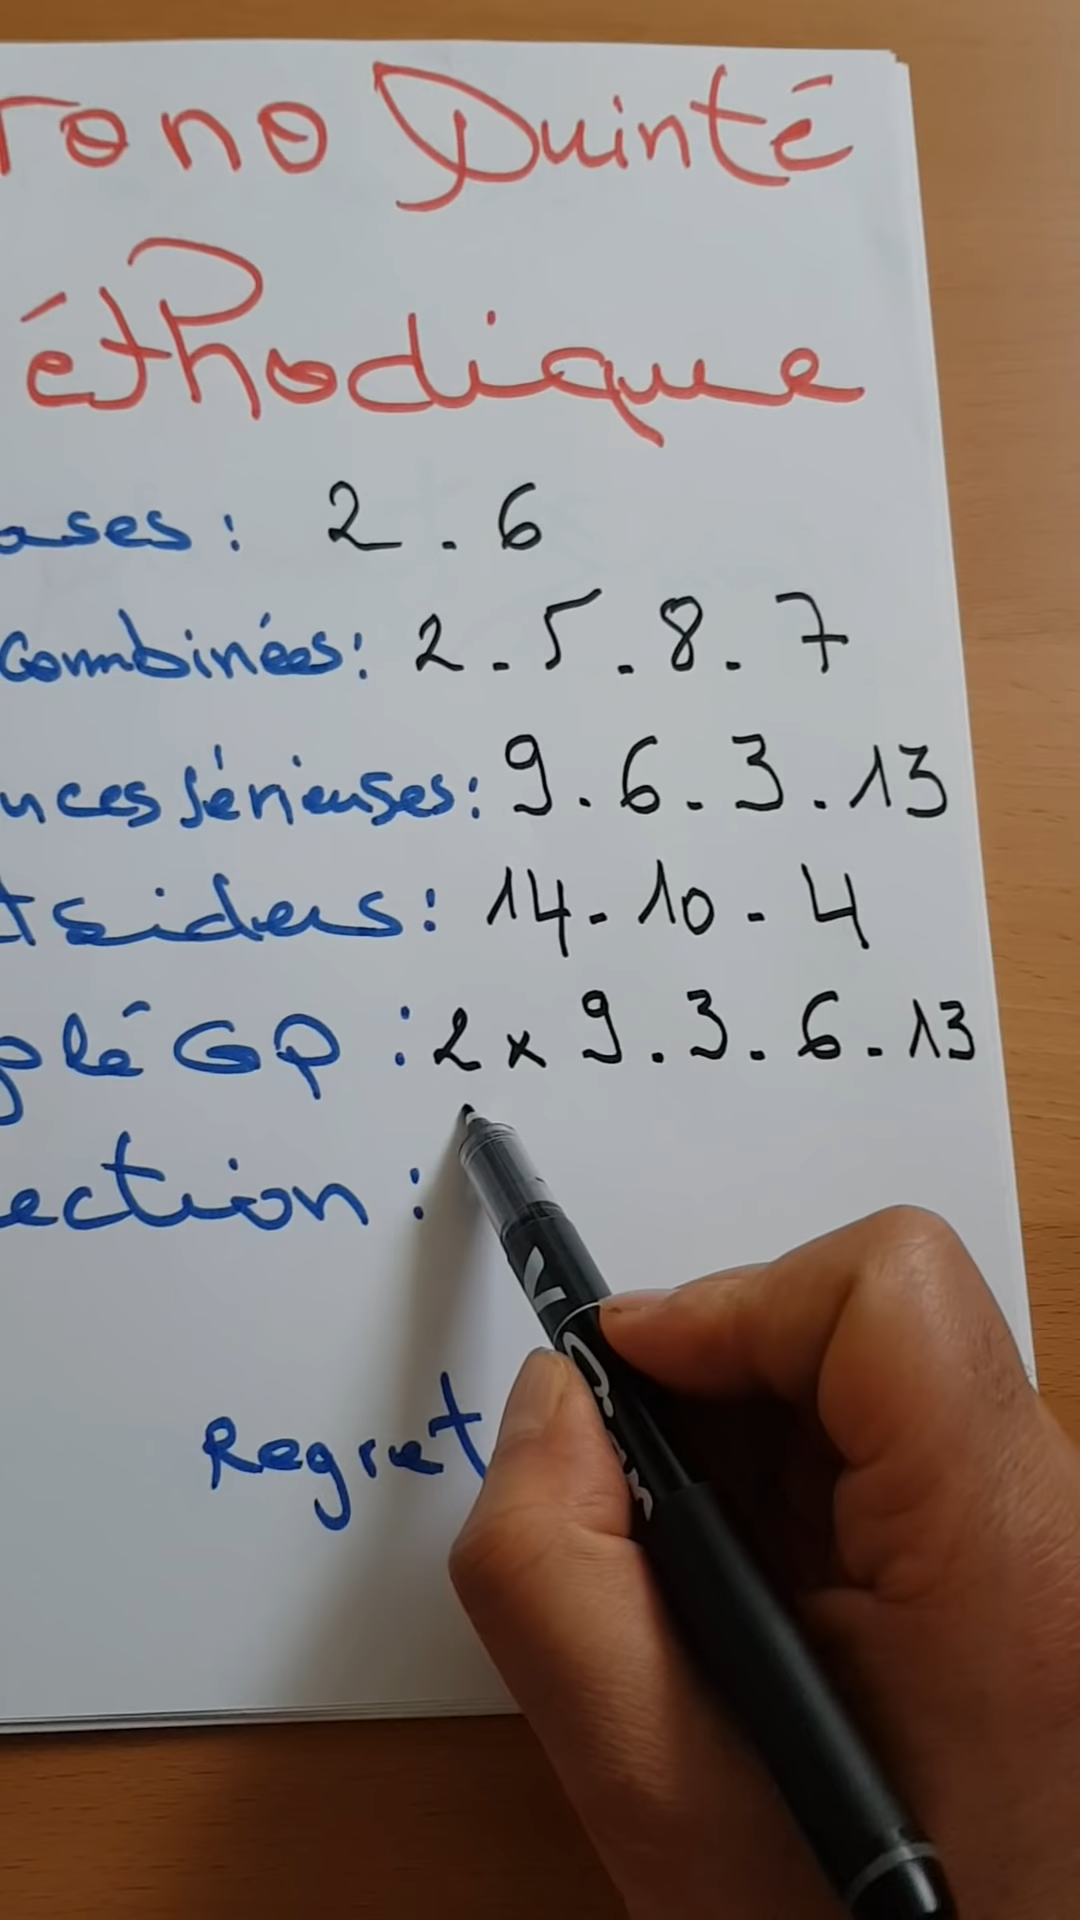 rono Quinté
éthodique
ases : 2 . 6
Combinées : 2 . 5 . 8 . 7
nces Sérieuses : 9 . 6 . 3 . 13
tsiders : 14 - 10 - 4
plé GP : 2 x 9 . 3 . 6 . 13
ection :
Regret